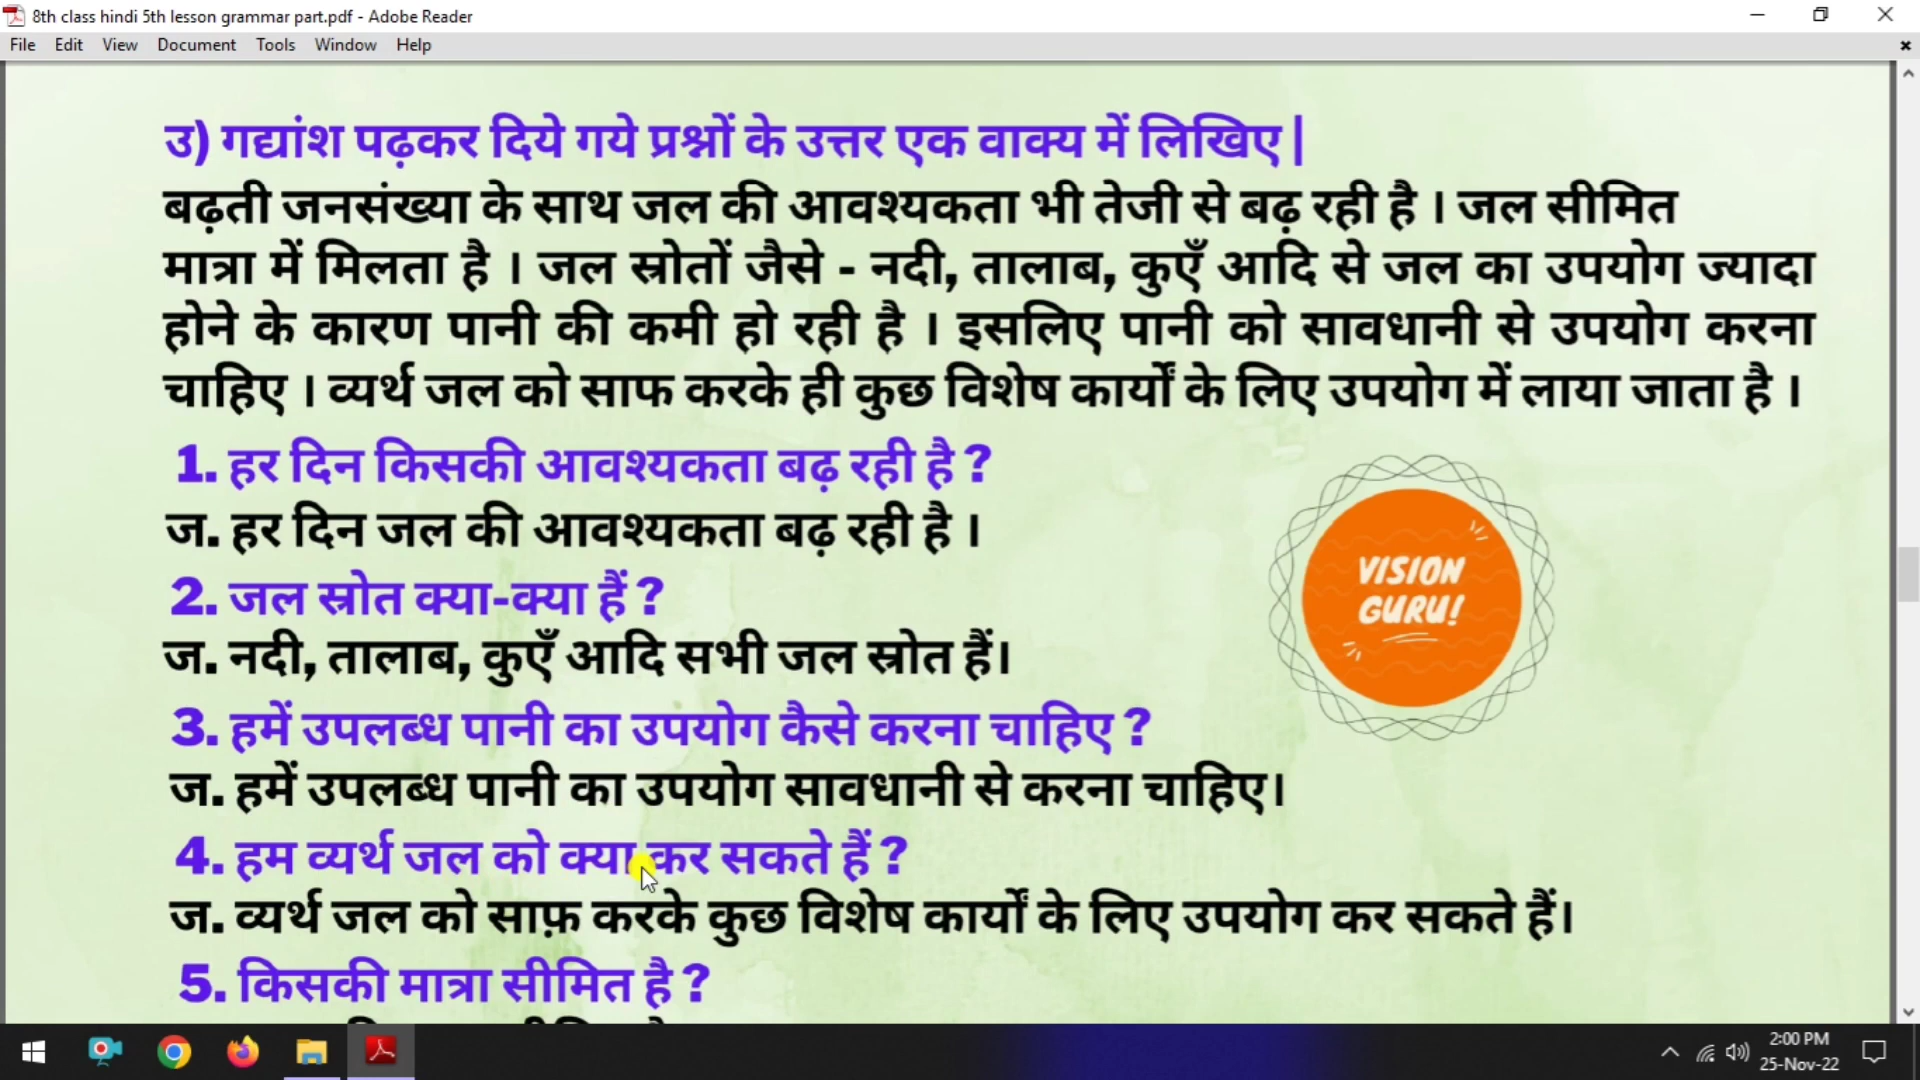 8th class hindi 5th lesson grammar part.pdf - Adobe Reader
File Edit View Document Tools Window Help
उ) गद्यांश पढ़कर दिये गये प्रश्नों के उत्तर एक वाक्य में लिखिए|
बढ़ती जनसंख्या के साथ जल की आवश्यकता भी तेजी से बढ़ रही है । जल सीमित
मात्रा में मिलता है । जल स्रोतों जैसे - नदी, तालाब, कुएँ आदि से जल का उपयोग ज्यादा
होने के कारण पानी की कमी हो रही है । इसलिए पानी को सावधानी से उपयोग करना
चाहिए । व्यर्थ जल को साफ करके ही कुछ विशेष कार्यों के लिए उपयोग में लाया जाता है ।
1. हर दिन किसकी आवश्यकता बढ़ रही है ?
ज. हर दिन जल की आवश्यकता बढ़ रही है ।
2. जल स्रोत क्या-क्या हैं ?
ज. नदी, तालाब, कुएँ आदि सभी जल स्रोत हैं।
3. हमें उपलब्ध पानी का उपयोग कैसे करना चाहिए ?
ज. हमें उपलब्ध पानी का उपयोग सावधानी से करना चाहिए।
4. हम व्यर्थ जल को क्या कर सकते हैं ?
ज. व्यर्थ जल को साफ़ करके कुछ विशेष कार्यों के लिए उपयोग कर सकते हैं।
5. किसकी मात्रा सीमित है ?
VISION
GURU!
2:00 PM
25-Nov-22